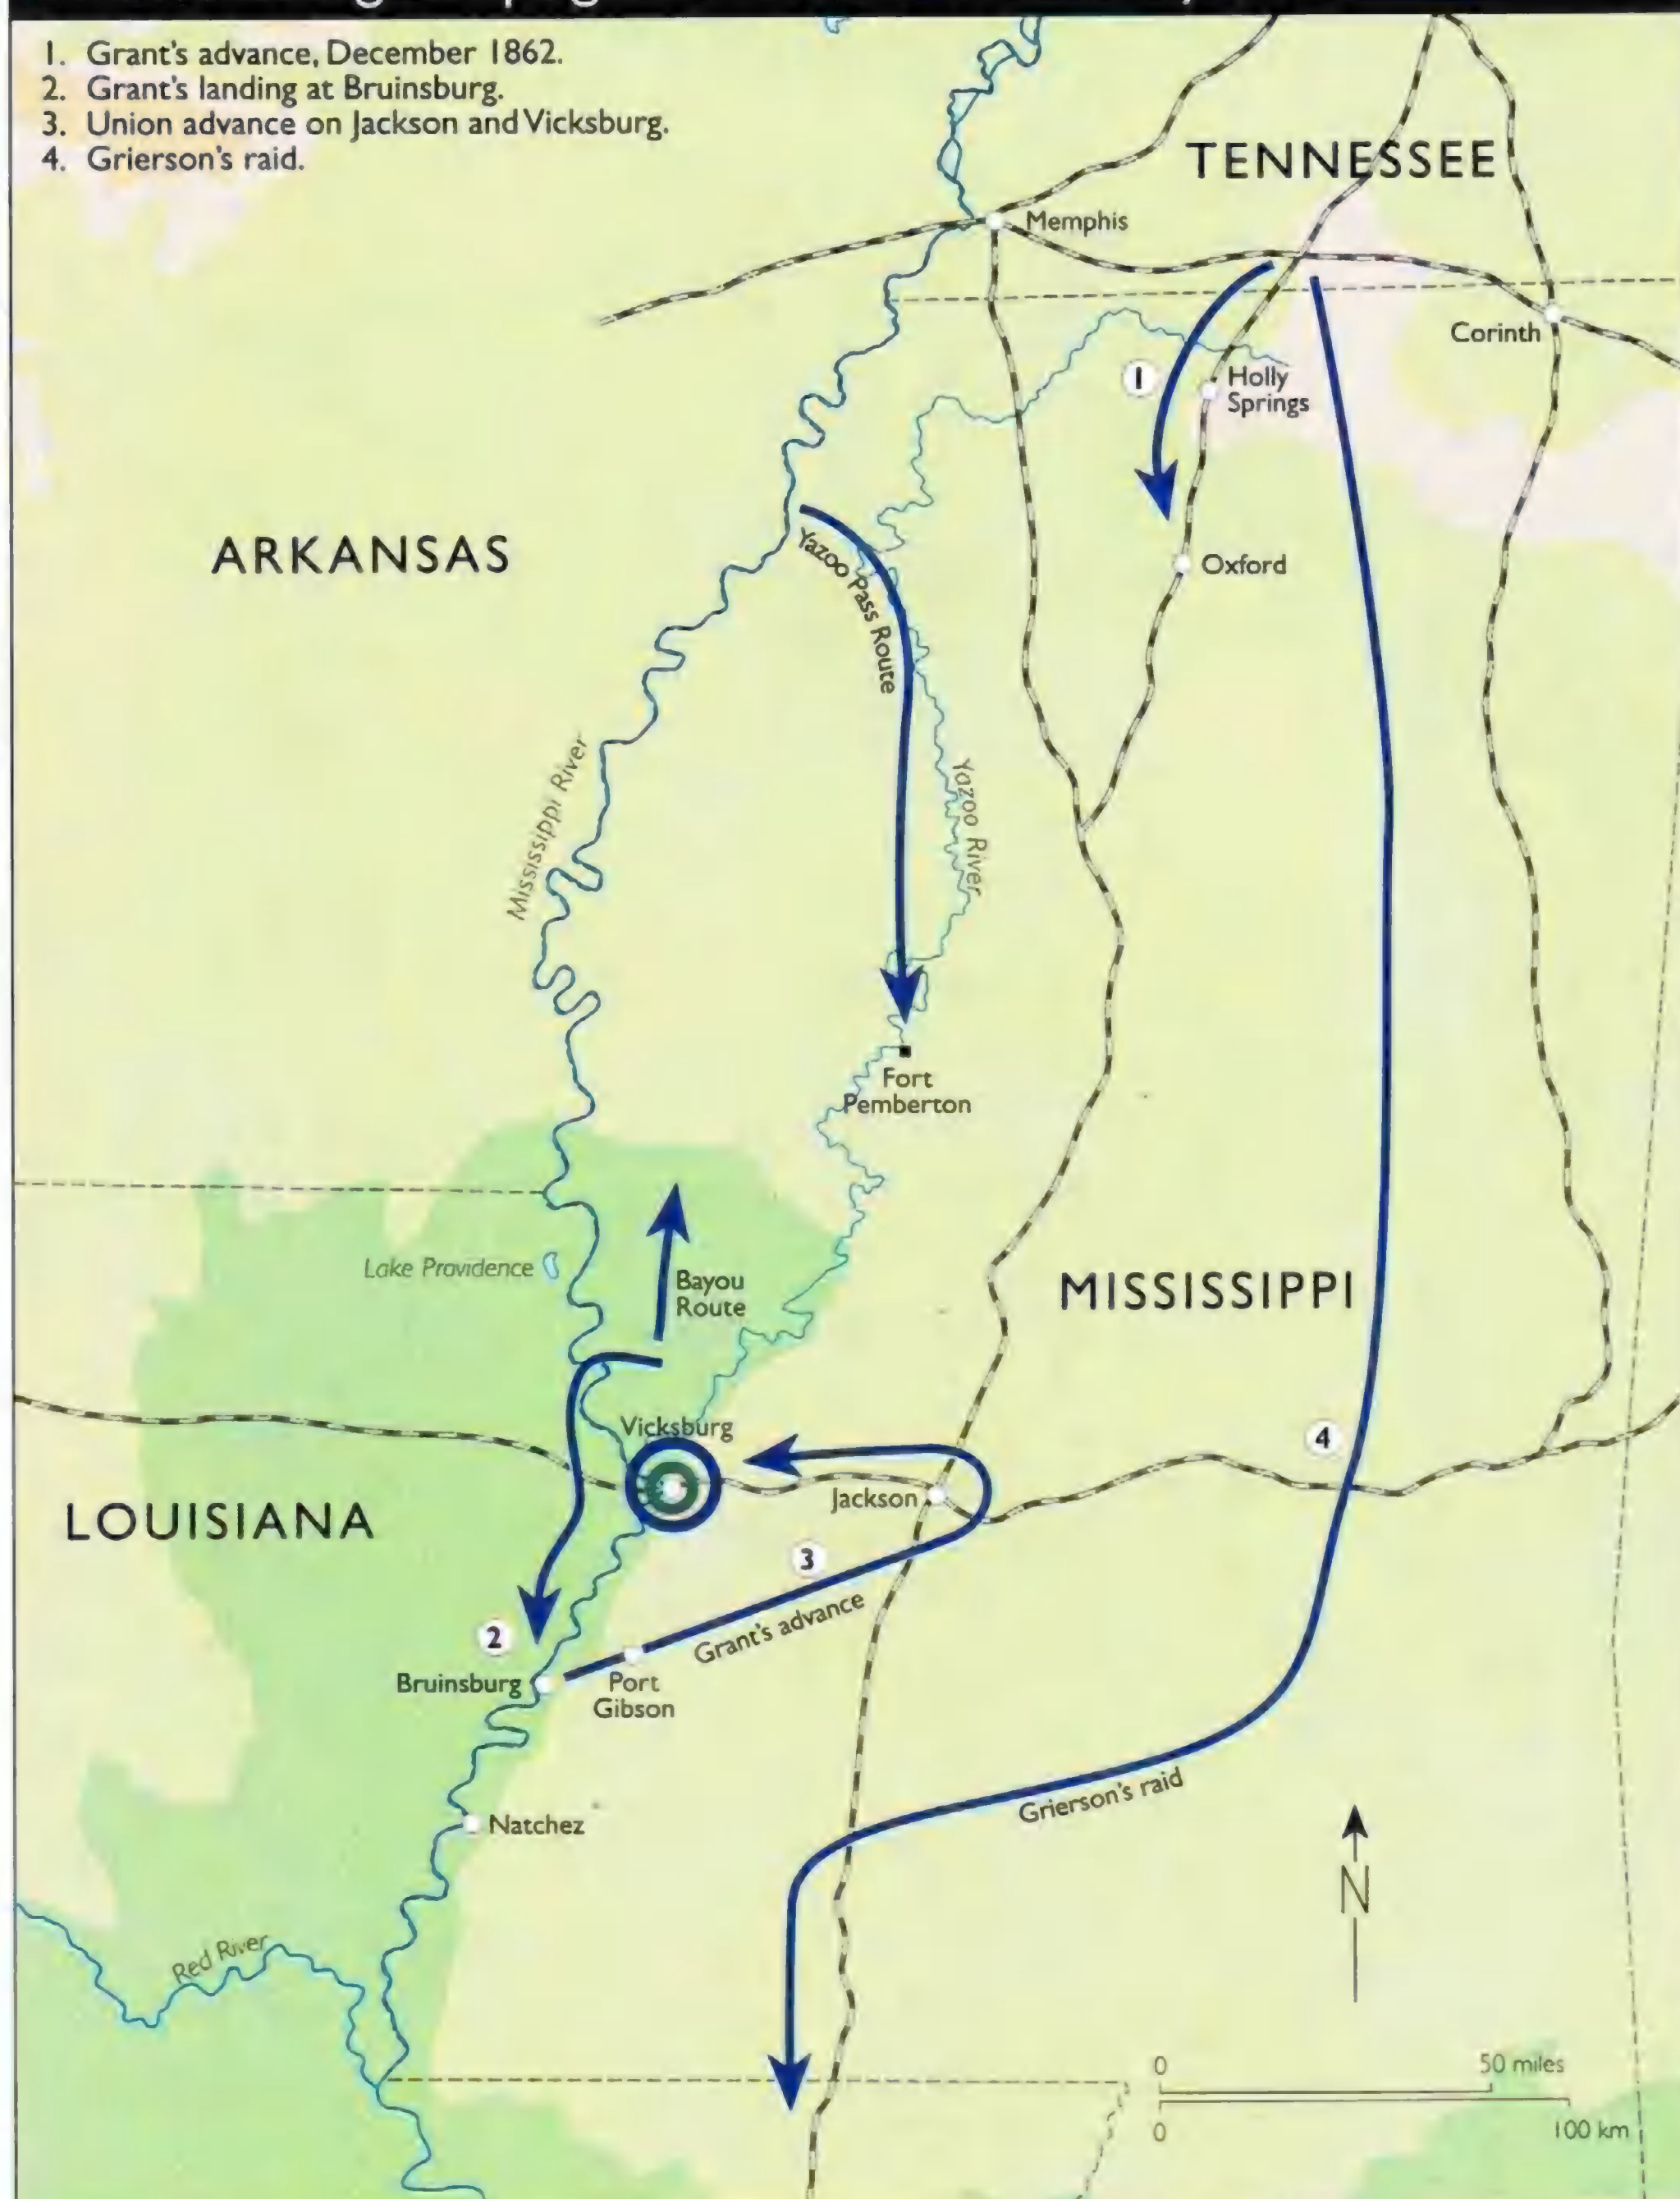 1. Grant's advance, December 1862.
2. Grant's landing at Bruinsburg.
3. Union advance on Jackson and Vicksburg.
4. Grierson's raid.
TENNESSEE
Memphis
Corinth
1
Holly
Springs
ARKANSAS
Oxford
Yazoo Pass Route
Mississippi River
Yazoo River
Fort
Pemberton
Lake Providence
Bayou
Route
MISSISSIPPI
Vicksburg
4
Jackson
LOUISIANA
3
Grant's advance
2
Bruinsburg
Port
Gibson
Grierson's raid
Natchez
N
Red River
0
50 miles
0
100 km